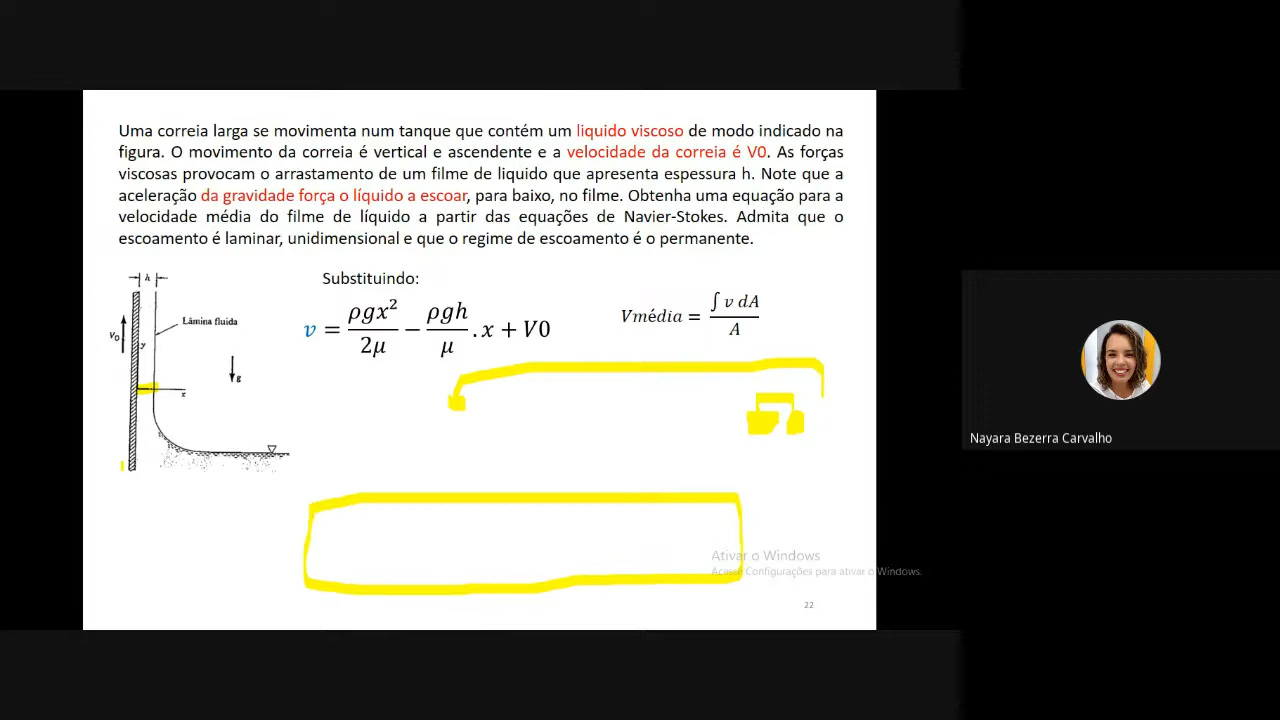 Uma correia larga se movimenta num tanque que contém um liquido viscoso de modo indicado na
figura. O movimento da correia é vertical e ascendente e a velocidade da correia é V0. As forças
viscosas provocam o arrastamento de um filme de liquido que apresenta espessura h. Note que a
aceleração da gravidade força o líquido a escoar, para baixo, no filme. Obtenha uma equação para a
velocidade média do filme de líquido a partir das equações de Navier-Stokes. Admita que o
escoamento é laminar, unidimensional e que o regime de escoamento é o permanente.
h
Lâmina fluida
V₀
y
g
x
Substituindo:
v = ρgx²/2μ − ρgh/μ . x + V0
Vmédia = ∫ v dA / A
Ativar o Windows
Acesse Configurações para ativar o Windows.
22
Nayara Bezerra Carvalho